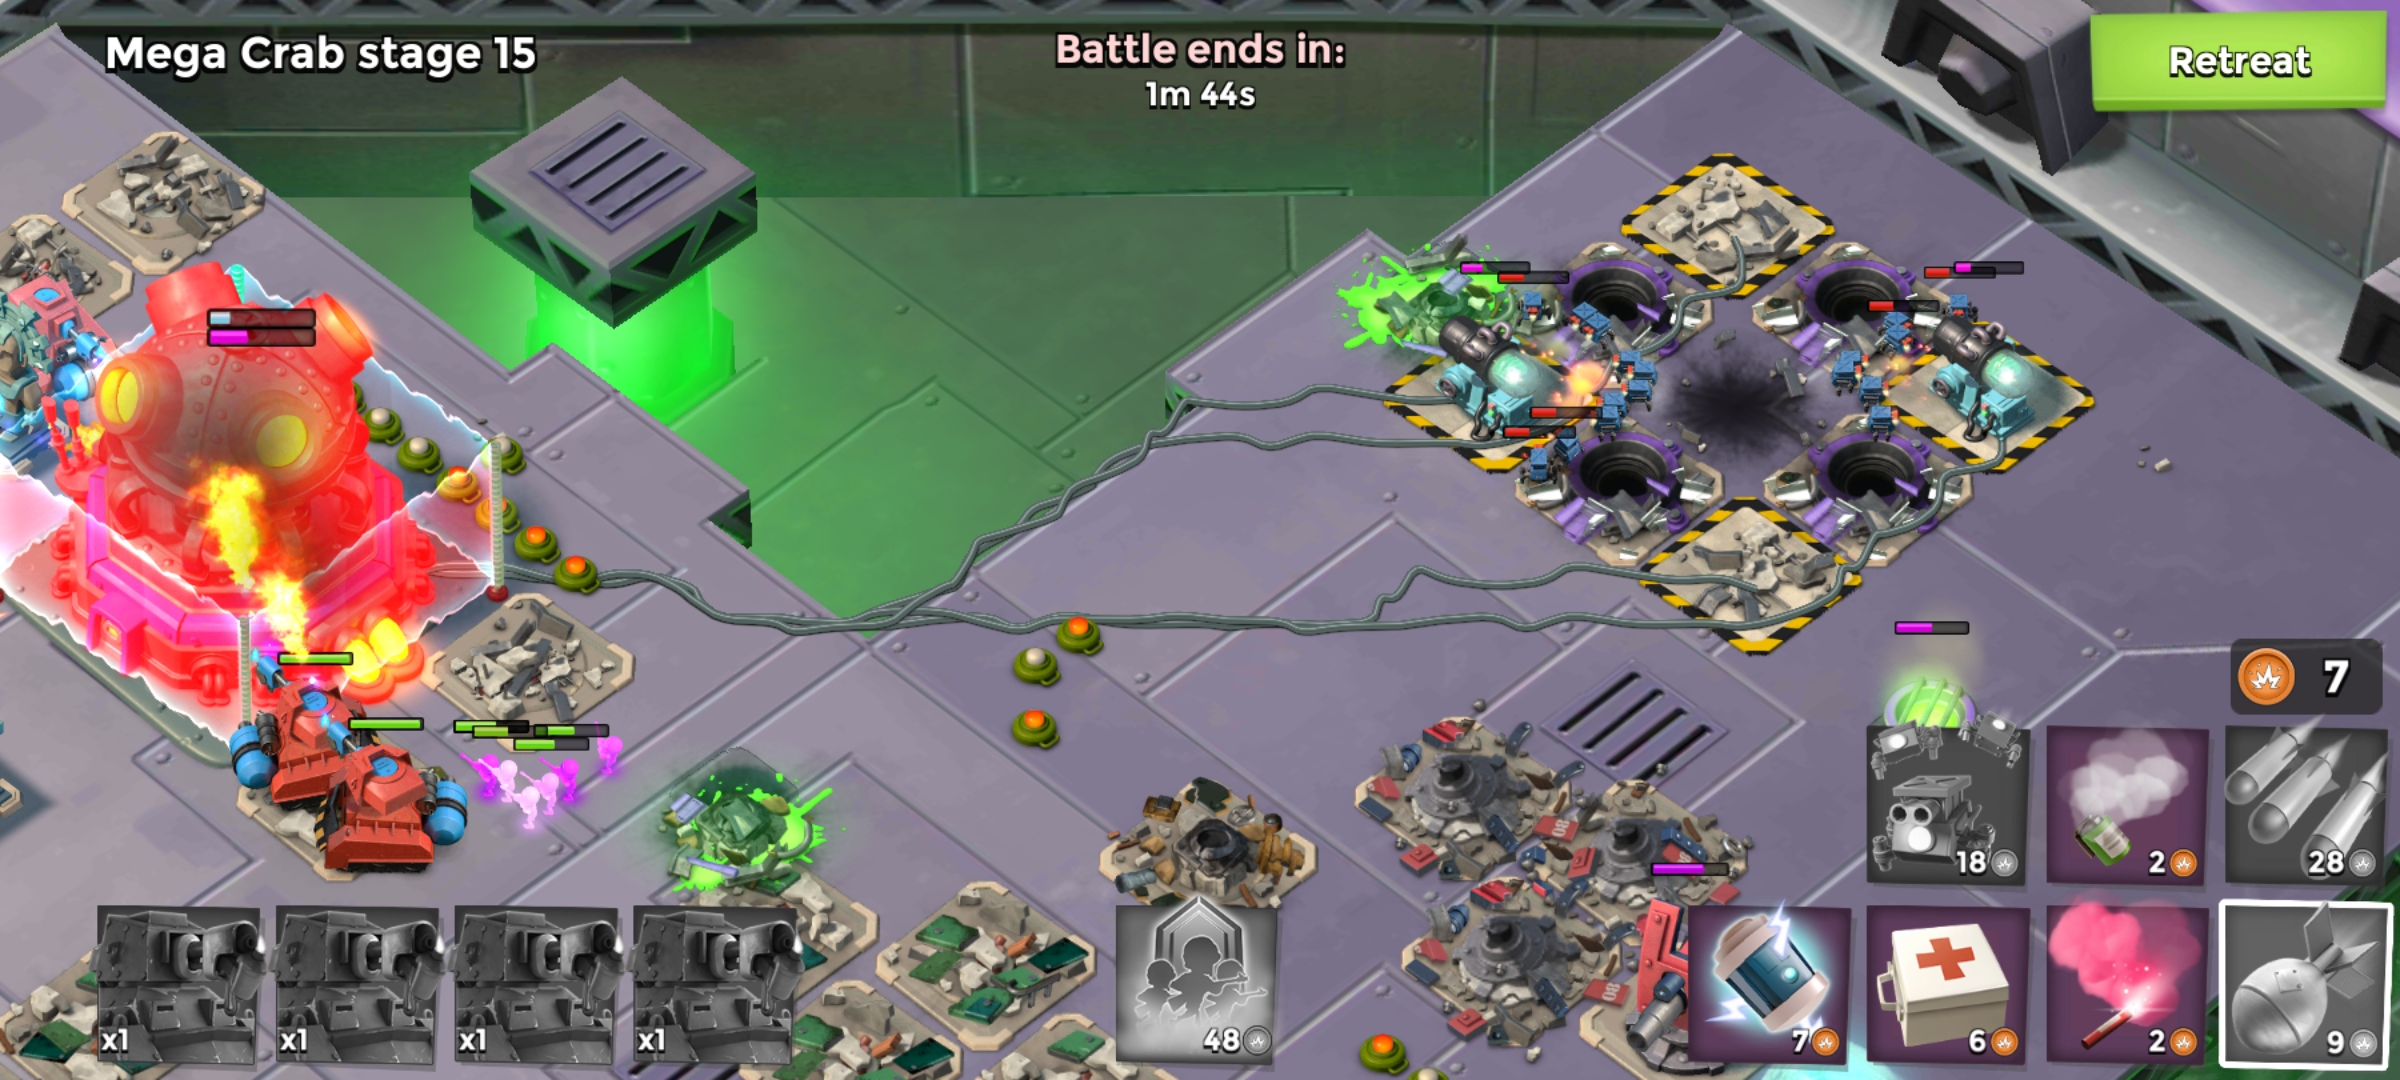 Mega Crab stage 15
Battle ends in:
1m 44s
Retreat
7
18
2
28
x1
x1
x1
x1
48
7
6
2
9